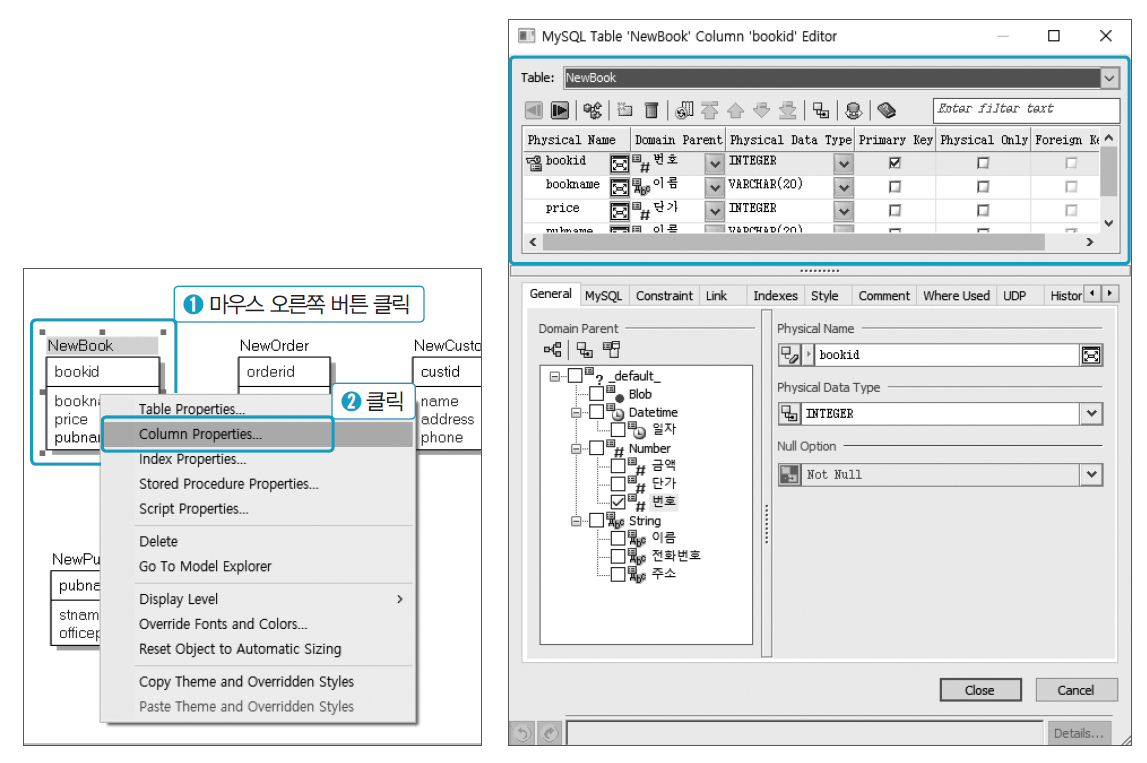 ❶ 마우스 오른쪽 버튼 클릭
NewBook
bookid
price
NewOrder
orderid
❷ 클릭
custid
name
address
phone
Table Properties...
Column Properties...
Index Properties...
Stored Procedure Properties...
Script Properties...
Delete
Go To Model Explorer
Display Level
Override Fonts and Colors...
Reset Object to Automatic Sizing
Copy Theme and Overridden Styles
Paste Theme and Overridden Styles
MySQL Table 'NewBook' Column 'bookid' Editor
Table: NewBook
Enter filter text
Physical Name Domain Parent Physical Data Type Primary Key Physical Only Foreign
bookid 번호 INTEGER
bookname 이름 VARCHAR(20)
price 단가 INTEGER
pubname 이름 VARCHAR(20)
General MySQL Constraint Link Indexes Style Comment Where Used UDP Histor
Domain Parent
_default_
Blob
Datetime
일자
Number
금액
단가
번호
String
이름
전화번호
주소
Physical Name
bookid
Physical Data Type
INTEGER
Null Option
Not Null
Close Cancel
Details...